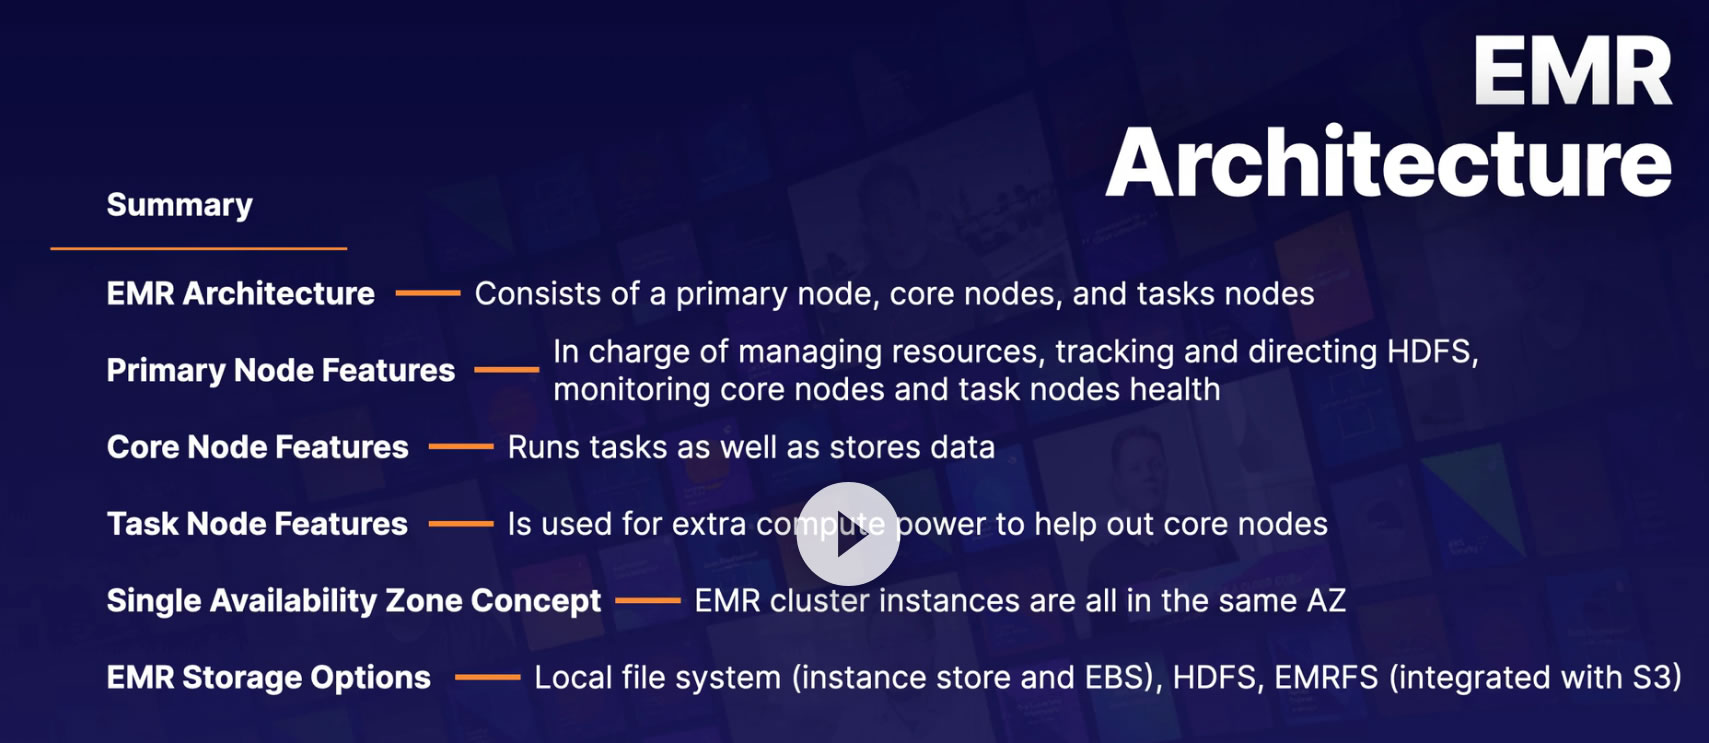 EMR
Architecture
Summary
EMR Architecture — Consists of a primary node, core nodes, and tasks nodes
Primary Node Features — In charge of managing resources, tracking and directing HDFS,
monitoring core nodes and task nodes health
Core Node Features — Runs tasks as well as stores data
Task Node Features — Is used for extra compute power to help out core nodes
Single Availability Zone Concept — EMR cluster instances are all in the same AZ
EMR Storage Options — Local file system (instance store and EBS), HDFS, EMRFS (integrated with S3)